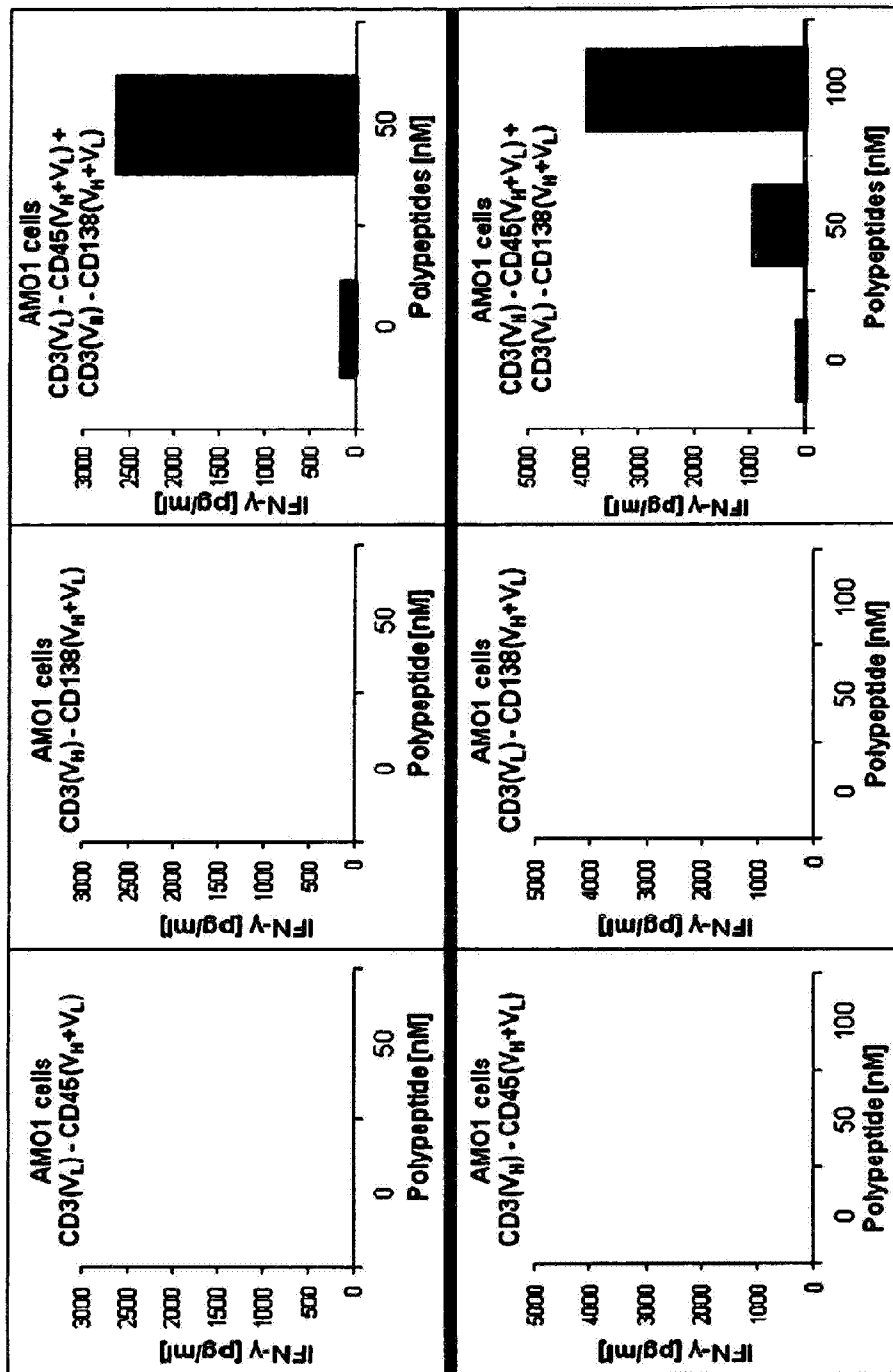 AMO1 cells
CD3(VL) - CD45(VH+VL)
IFN-γ [pg/ml]
3000
2500
2000
1500
1000
500
0
0 50
Polypeptide [nM]
AMO1 cells
CD3(VH) - CD138(VH+VL)
IFN-γ [pg/ml]
3000
2500
2000
1500
1000
500
0
0 50
Polypeptide [nM]
AMO1 cells
CD3(VL) - CD45(VH+VL) +
CD3(VH) - CD138(VH+VL)
IFN-γ [pg/ml]
3000
2500
2000
1500
1000
500
0
0 50
Polypeptides [nM]
AMO1 cells
CD3(VH) - CD45(VH+VL)
IFN-γ [pg/ml]
5000
4000
3000
2000
1000
0
0 50 100
Polypeptide [nM]
AMO1 cells
CD3(VL) - CD138(VH+VL)
IFN-γ [pg/ml]
5000
4000
3000
2000
1000
0
0 50 100
Polypeptide [nM]
AMO1 cells
CD3(VH) - CD45(VH+VL) +
CD3(VL) - CD138(VH+VL)
IFN-γ [pg/ml]
5000
4000
3000
2000
1000
0
0 50 100
Polypeptides [nM]